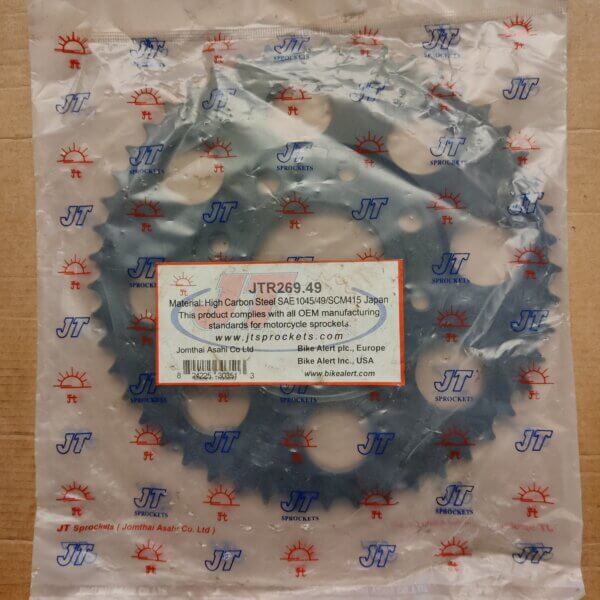 JT
SPROCKETS
JTR269.49
Material: High Carbon Steel SAE1045/49/SCM415 Japan
This product complies with all OEM manufacturing
standards for motorcycle sprockets.
www.jtsprockets.com
Jomthai Asahi Co Ltd
Bike Alert plc., Europe
Bike Alert Inc., USA
www.bikealert.com
JT
SPROCKETS
JT Sprockets ( Jomthai Asahi Co. Ltd )